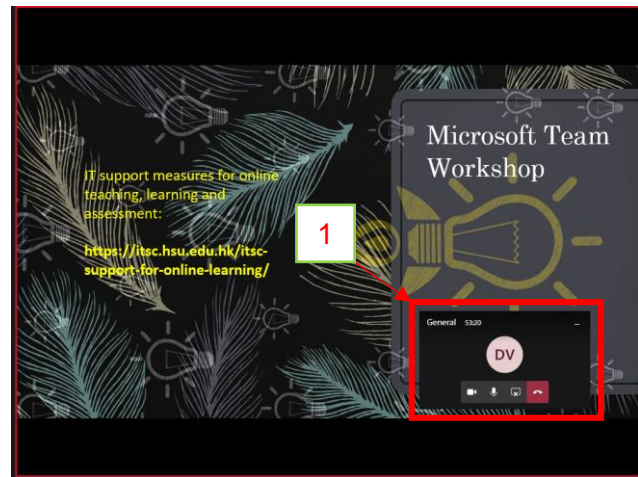 Microsoft Team
Workshop
IT support measures for online
teaching, learning and
assessment:
https://itsc.hsu.edu.hk/itsc-
support-for-online-learning/
1
General 53:20
DV